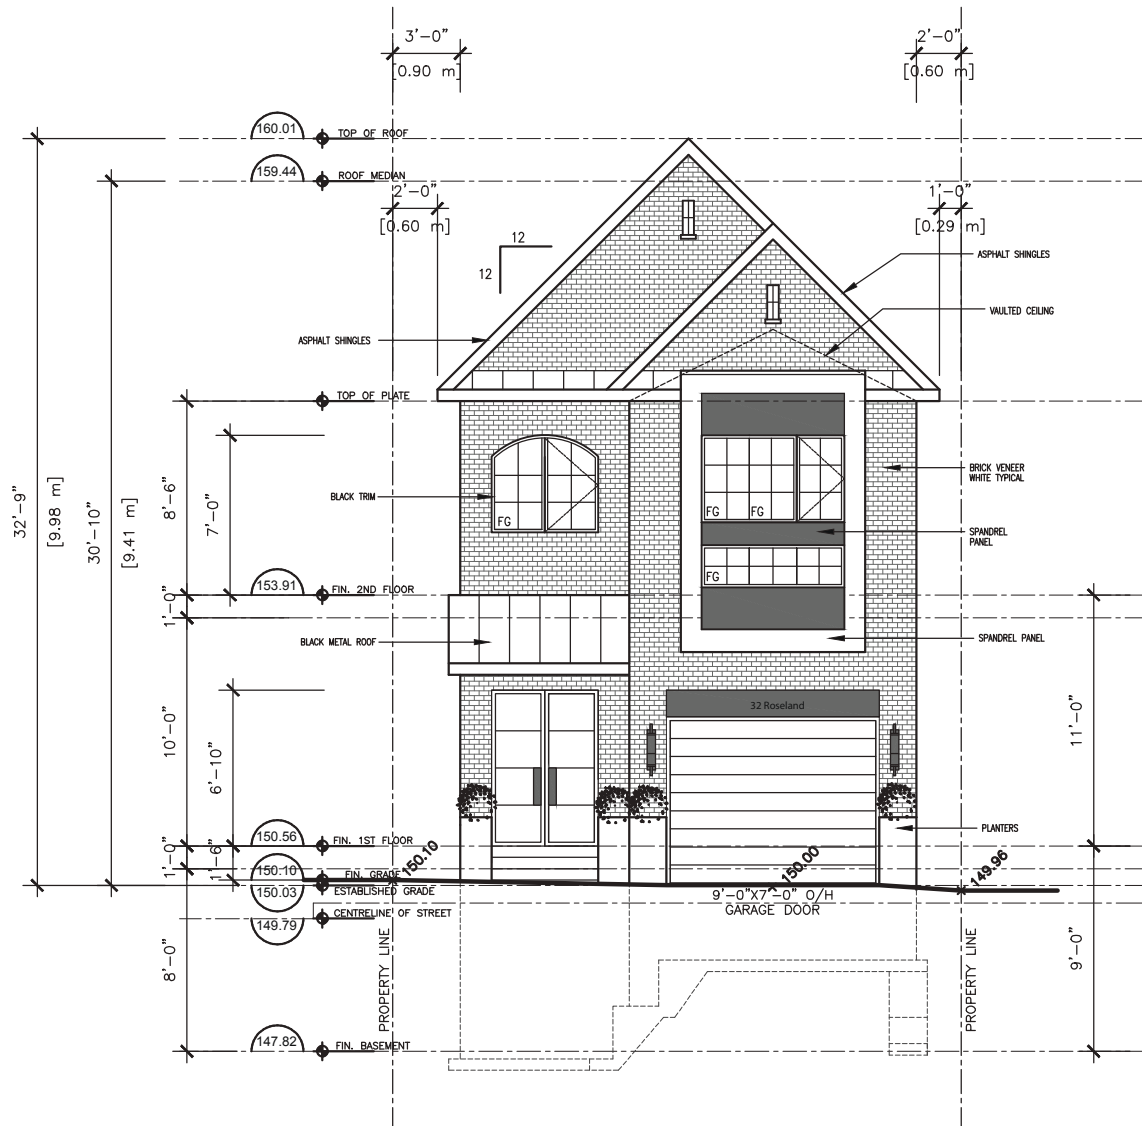 3'-0"
[0.90 m]
2'-0"
[0.60 m]
160.01
TOP OF ROOF
159.44
ROOF MEDIAN
2'-0"
[0.60 m]
1'-0"
[0.29 m]
12
12
ASPHALT SHINGLES
VAULTED CEILING
ASPHALT SHINGLES
TOP OF PLATE
BRICK VENEER
WHITE TYPICAL
BLACK TRIM
FG
FG
FG
SPANDREL
PANEL
FG
32'-9"
[9.98 m]
30'-10"
[9.41 m]
8'-6"
7'-0"
153.91
FIN. 2ND FLOOR
1'-0"
BLACK METAL ROOF
SPANDREL PANEL
32 Roseland
10'-0"
6'-10"
11'-0"
PLANTERS
150.56
FIN. 1ST FLOOR
1'-0"
1'-6"
150.10
FIN. GRADE
150.10
150.00
149.96
150.03
ESTABLISHED GRADE
9'-0"X7'-0" O/H
GARAGE DOOR
CENTRELINE OF STREET
149.79
8'-0"
9'-0"
PROPERTY LINE
PROPERTY LINE
147.82
FIN. BASEMENT